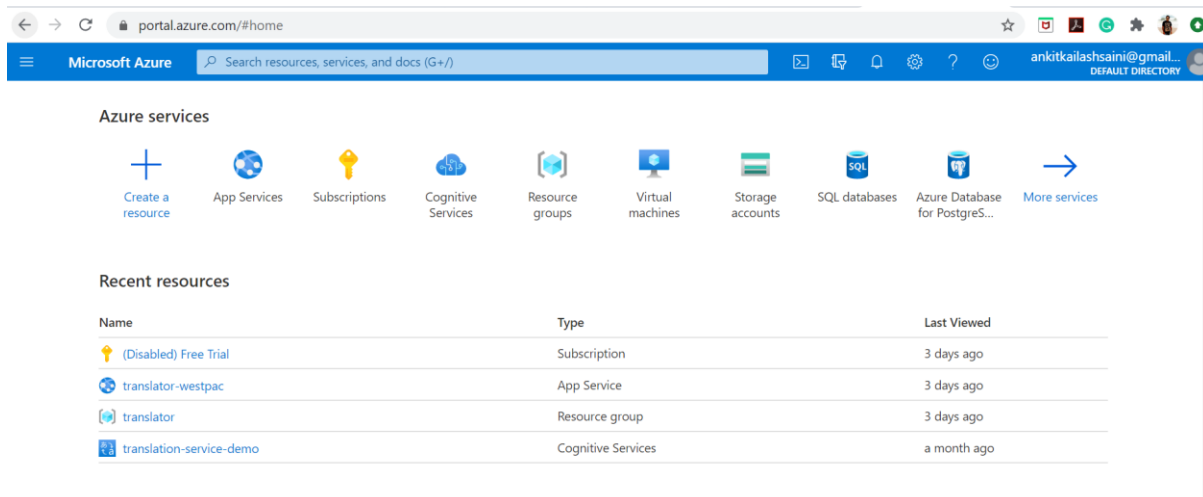 portal.azure.com/#home
Microsoft Azure Search resources, services, and docs (G+/) ankitkailashsaini@gmail...
DEFAULT DIRECTORY
Azure services
Create a resource
App Services
Subscriptions
Cognitive Services
Resource groups
Virtual machines
Storage accounts
SQL
SQL databases
Azure Database for PostgreS...
More services
Recent resources
Name Type Last Viewed
(Disabled) Free Trial Subscription 3 days ago
translator-westpac App Service 3 days ago
translator Resource group 3 days ago
translation-service-demo Cognitive Services a month ago